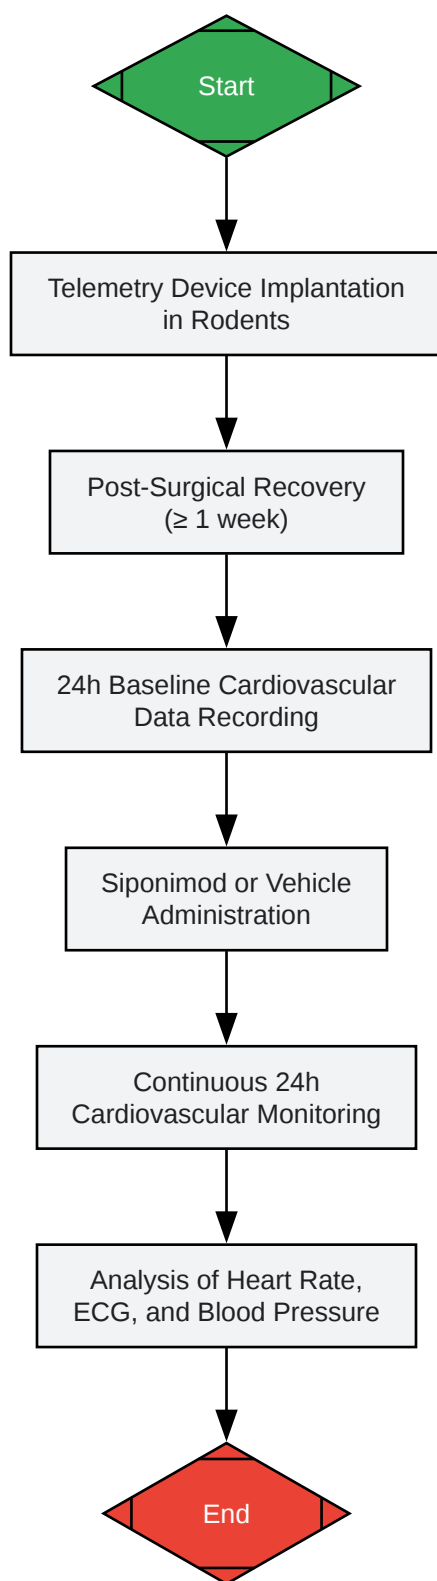 Start
Telemetry Device Implantation
in Rodents
Post-Surgical Recovery
(≥ 1 week)
24h Baseline Cardiovascular
Data Recording
Siponimod or Vehicle
Administration
Continuous 24h
Cardiovascular Monitoring
Analysis of Heart Rate,
ECG, and Blood Pressure
End